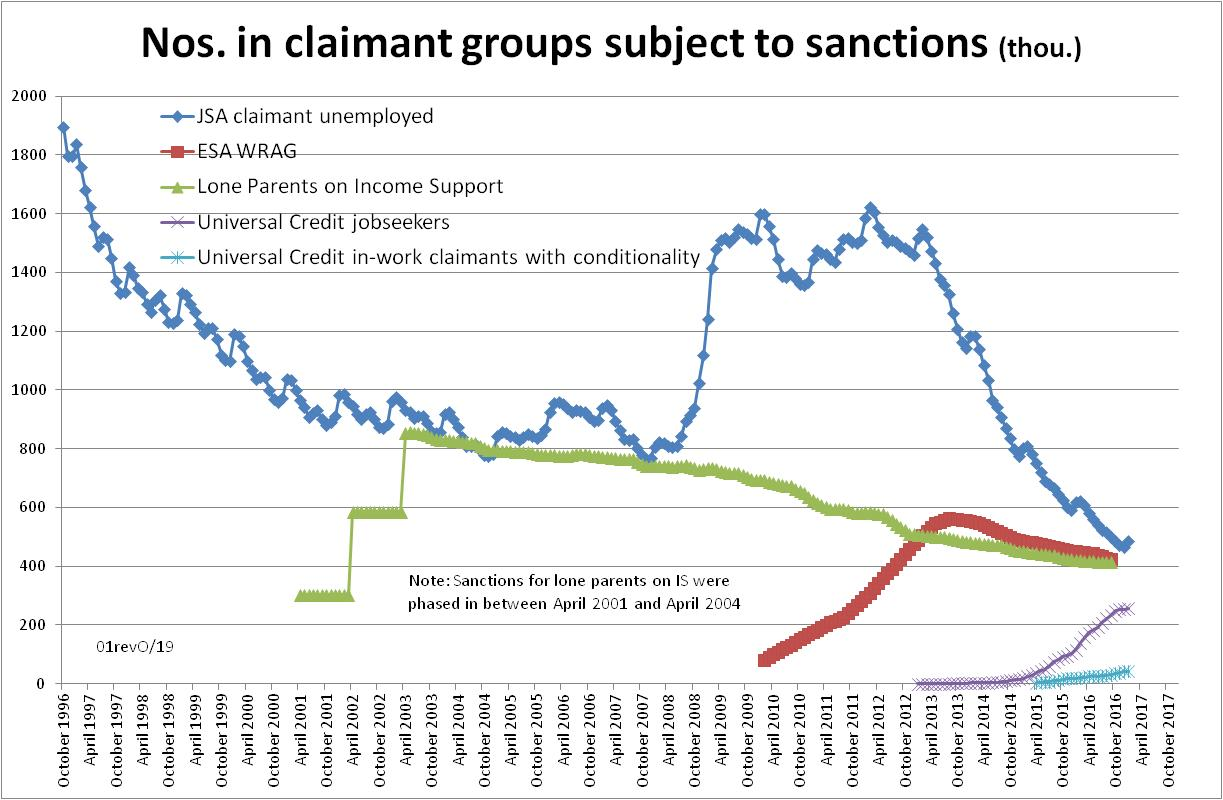 Nos. in claimant groups subject to sanctions (thou.)
2000
1800
1600
1400
1200
1000
800
600
400
200
0
JSA claimant unemployed
ESA WRAG
Lone Parents on Income Support
Universal Credit jobseekers
Universal Credit in-work claimants with conditionality
Note: Sanctions for lone parents on IS were
phased in between April 2001 and April 2004
01revO/19
October 1996
April 1997
October 1997
April 1998
October 1998
April 1999
October 1999
April 2000
October 2000
April 2001
October 2001
April 2002
October 2002
April 2003
October 2003
April 2004
October 2004
April 2005
October 2005
April 2006
October 2006
April 2007
October 2007
April 2008
October 2008
April 2009
October 2009
April 2010
October 2010
April 2011
October 2011
April 2012
October 2012
April 2013
October 2013
April 2014
October 2014
April 2015
October 2015
April 2016
October 2016
April 2017
October 2017